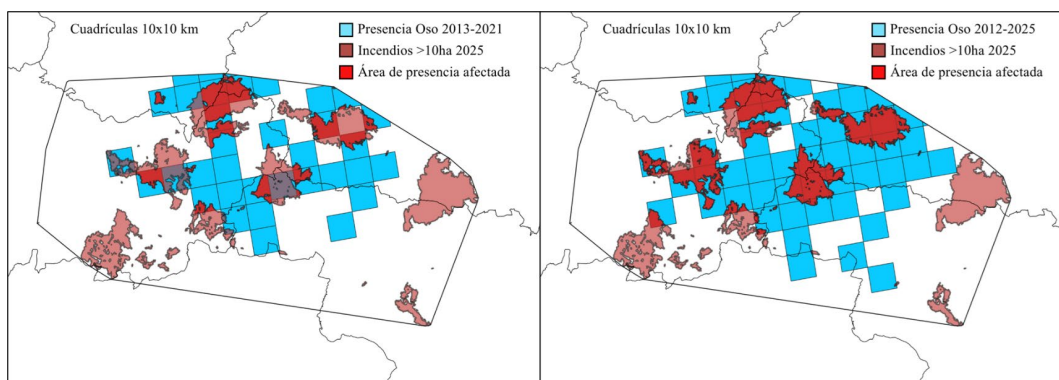 Cuadrículas 10x10 km
Presencia Oso 2013-2021
Incendios >10ha 2025
Área de presencia afectada
Cuadrículas 10x10 km
Presencia Oso 2012-2025
Incendios >10ha 2025
Área de presencia afectada